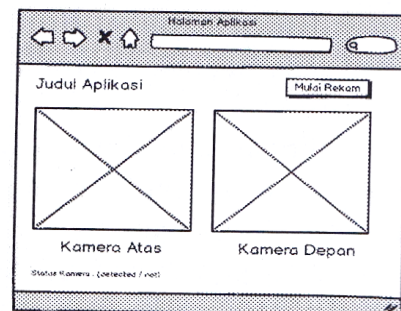 Halaman Aplikasi
Judul Aplikasi
Mulai Rekam
Kamera Atas
Kamera Depan
Status Kamera : (detected / not)